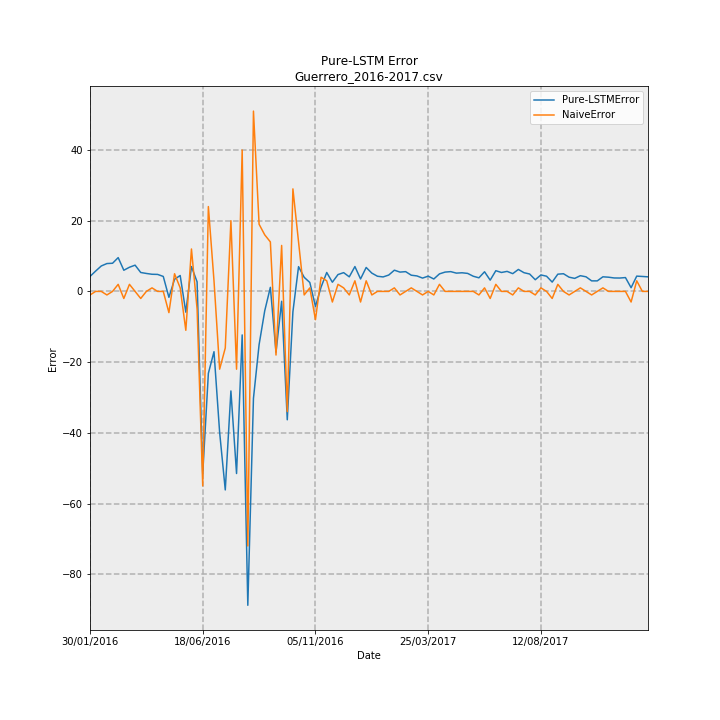 Pure-LSTM Error
Guerrero_2016-2017.csv
Pure-LSTMError
NaiveError
40
20
0
−20
−40
−60
−80
Error
30/01/2016 18/06/2016 05/11/2016 25/03/2017 12/08/2017
Date